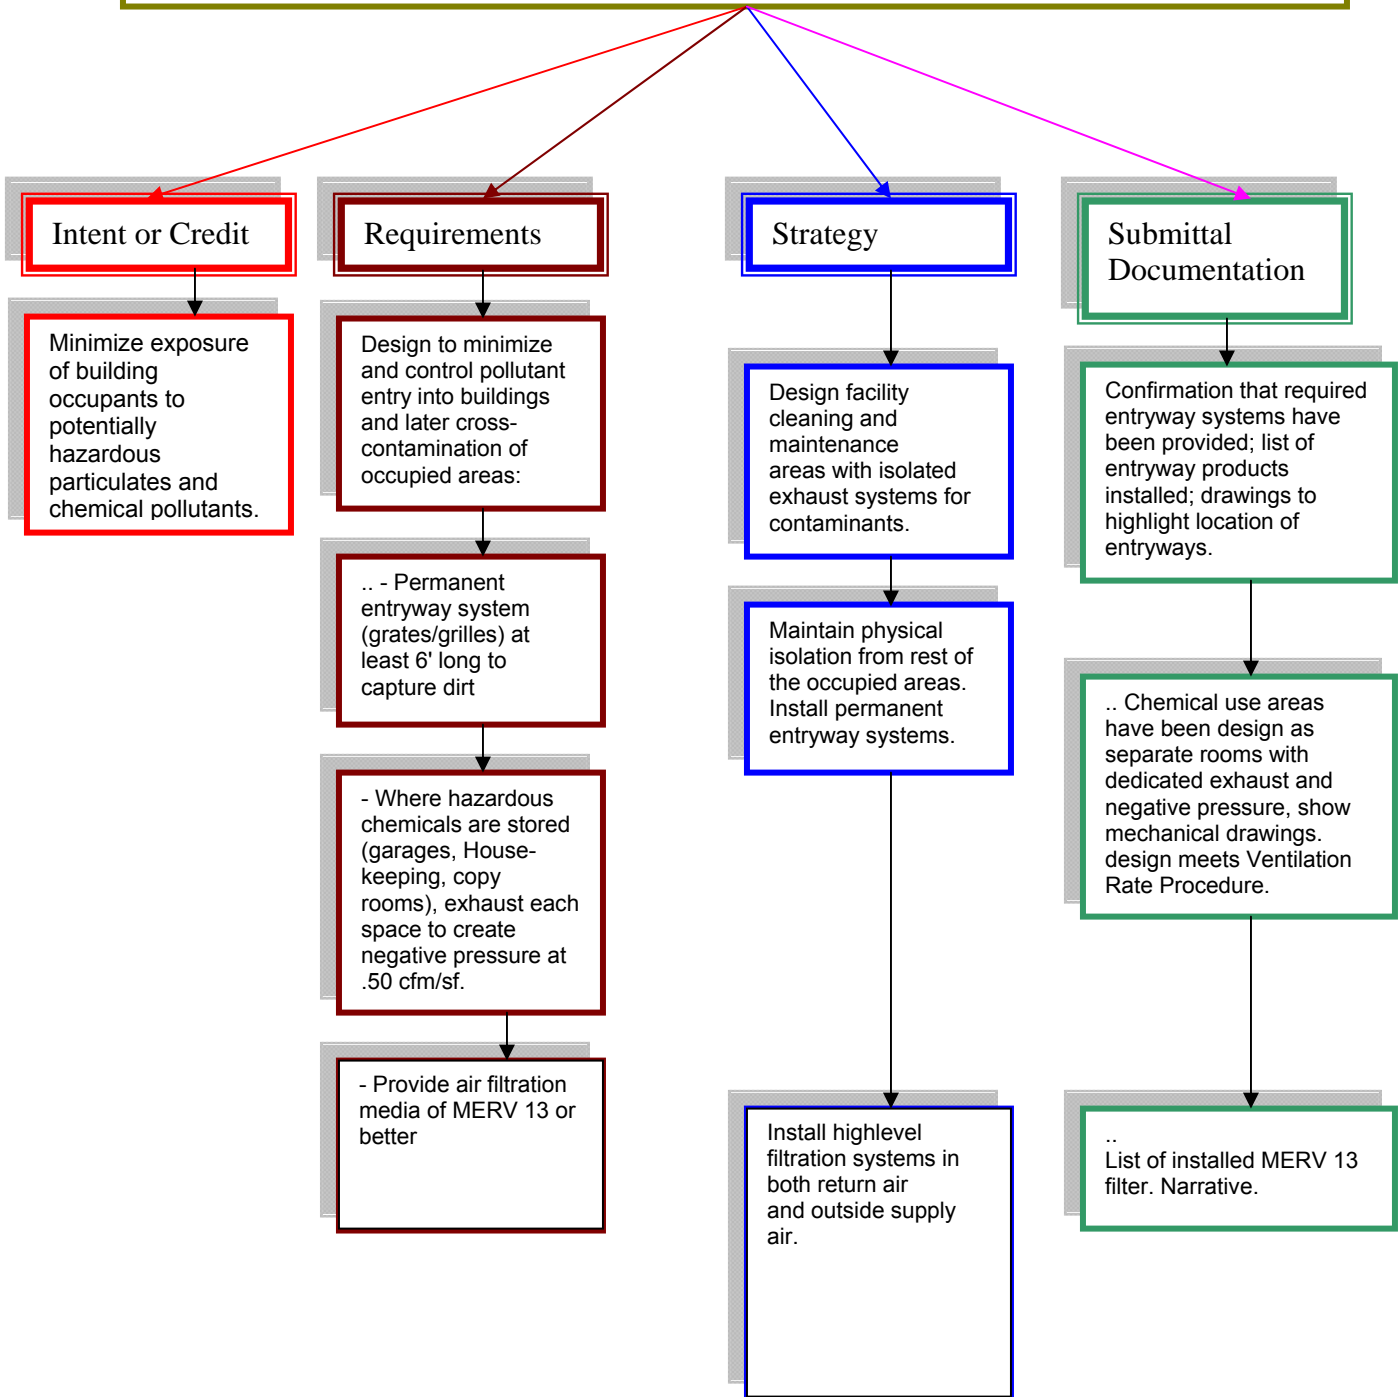 Intent or Credit
Minimize exposure
of building
occupants to
potentially
hazardous
particulates and
chemical pollutants.
Requirements
Design to minimize
and control pollutant
entry into buildings
and later cross-
contamination of
occupied areas:
.. - Permanent
entryway system
(grates/grilles) at
least 6' long to
capture dirt
- Where hazardous
chemicals are stored
(garages, House-
keeping, copy
rooms), exhaust each
space to create
negative pressure at
.50 cfm/sf.
- Provide air filtration
media of MERV 13 or
better
Strategy
Design facility
cleaning and
maintenance
areas with isolated
exhaust systems for
contaminants.
Maintain physical
isolation from rest of
the occupied areas.
Install permanent
entryway systems.
Install highlevel
filtration systems in
both return air
and outside supply
air.
Submittal
Documentation
Confirmation that required
entryway systems have
been provided; list of
entryway products
installed; drawings to
highlight location of
entryways.
.. Chemical use areas
have been design as
separate rooms with
dedicated exhaust and
negative pressure, show
mechanical drawings.
design meets Ventilation
Rate Procedure.
..
List of installed MERV 13
filter. Narrative.